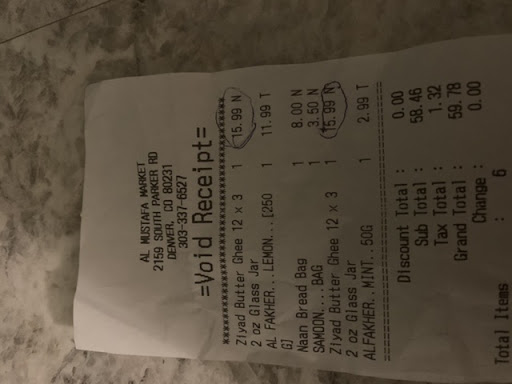 AL MUSTAFA MARKET
2159 SOUTH PARKER RD
DENVER, CO 80231
303-337-6527
=Void Receipt=
Ziyad Butter Ghee 12 x 3 1 15.99 N
2 oz Glass Jar
AL FAKHER...LEMON...[250 1 11.99 T
G]
Naan Bread Bag 1 8.00 N
SAMOON....BAG 1 3.50 N
Ziyad Butter Ghee 12 x 3 1 15.99 N
2 oz Glass Jar
ALFAKHER..MINT..50G 1 2.99 T
Discount Total : 0.00
Sub Total : 58.46
Tax Total : 1.32
Grand Total : 59.78
Change : 0.00
Total Items : 6